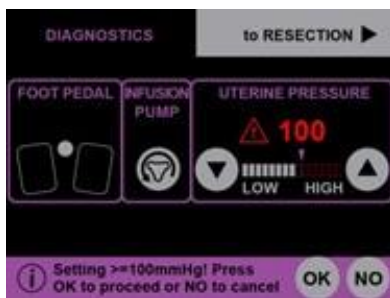 DIAGNOSTICS
to RESECTION
FOOT PEDAL
INFUSION
PUMP
UTERINE PRESSURE
100
LOW
HIGH
Setting >=100mmHg! Press
OK to proceed or NO to cancel
OK
NO